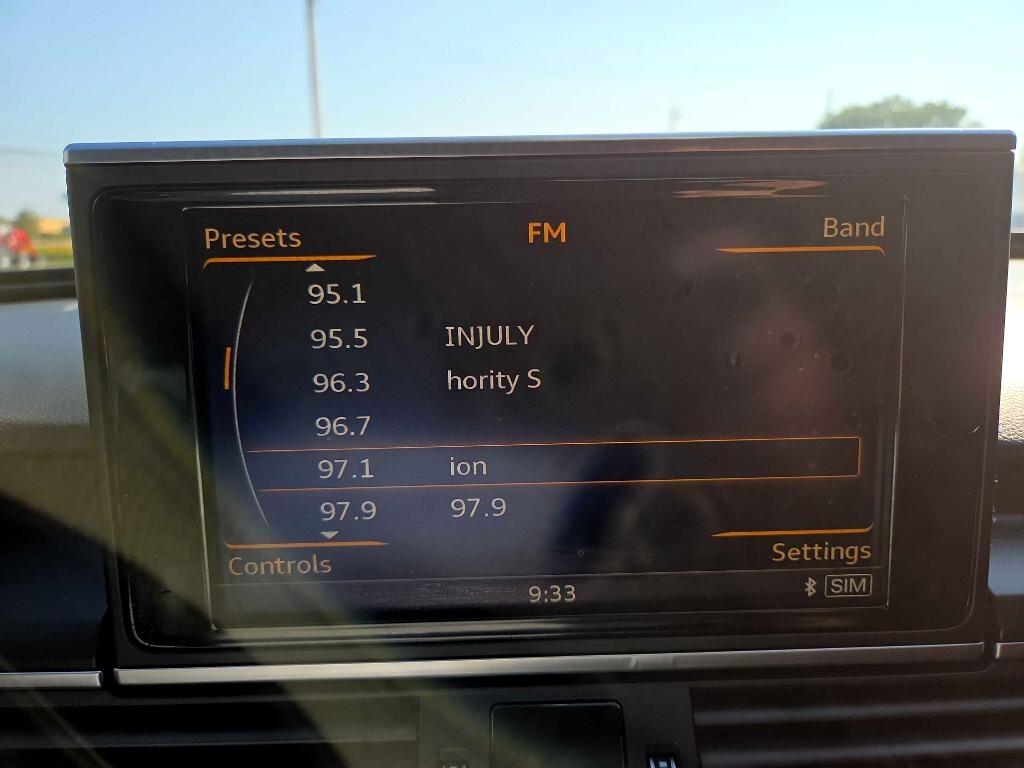 Presets FM Band
95.1
95.5 INJULY
96.3 hority S
96.7
97.1 ion
97.9 97.9
Controls Settings
9:33 SIM